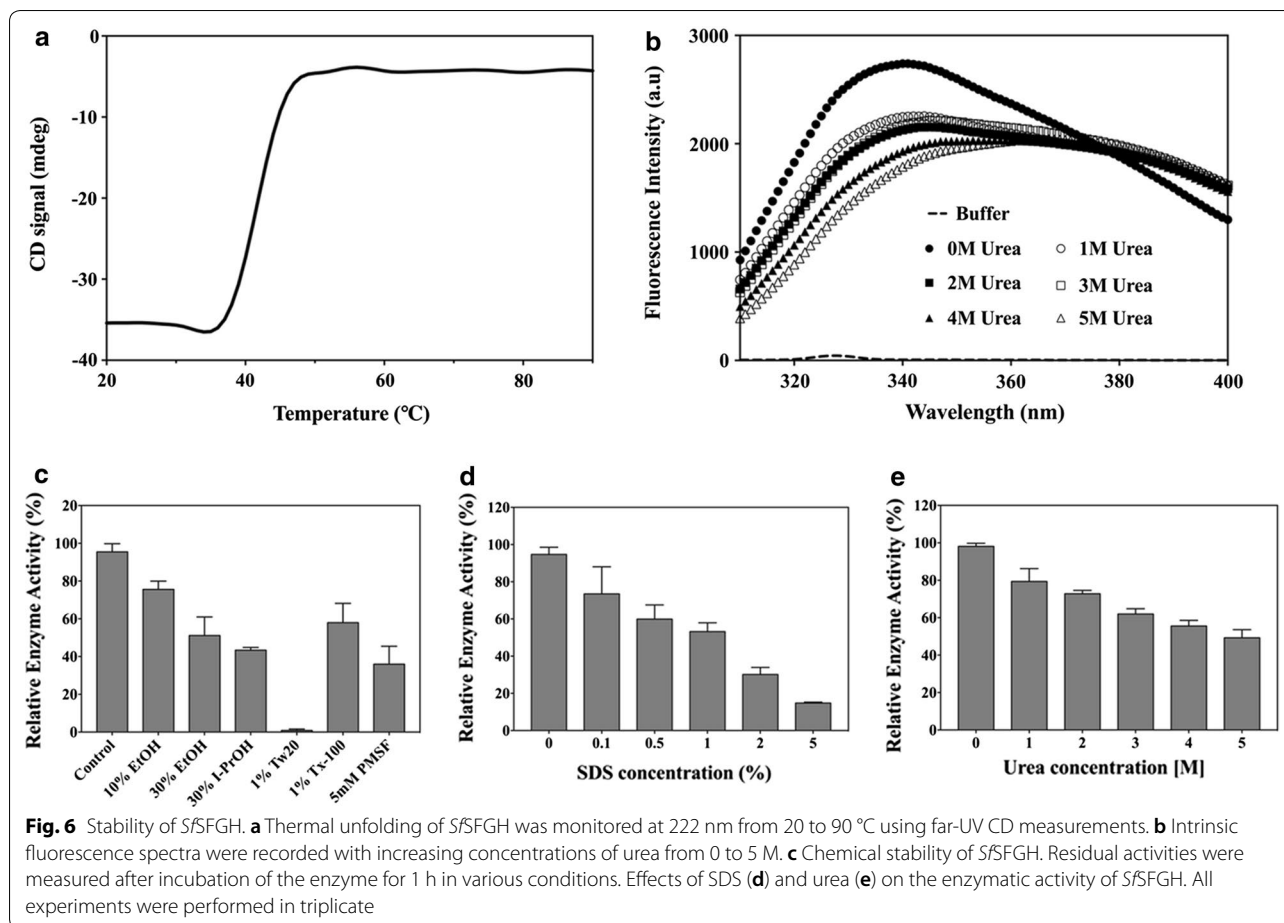 a
0
-10
-20
-30
-40
20
40
60
80
CD signal (mdeg)
Temperature (°C)
b
3000
2000
1000
0
320
340
360
380
400
Fluorescence Intensity (a.u)
Wavelength (nm)
Buffer
0M Urea
1M Urea
2M Urea
3M Urea
4M Urea
5M Urea
c
Relative Enzyme Activity (%)
20
100
80
60
40
20
0
Control
10% EtOH
30% EtOH
30% I-PrOH
1% Tw20
1% Tx-100
5mM PMSF
d
Relative Enzyme Activity (%)
120
100
80
60
40
20
0
0
0.1
0.5
1
2
5
SDS concentration (%)
e
Relative Enzyme Activity (%)
120
100
80
60
40
20
0
0
1
2
3
4
5
Urea concentration [M]
Fig. 6 Stability of SfSFGH. a Thermal unfolding of SfSFGH was monitored at 222 nm from 20 to 90 °C using far-UV CD measurements. b Intrinsic
fluorescence spectra were recorded with increasing concentrations of urea from 0 to 5 M. c Chemical stability of SfSFGH. Residual activities were
measured after incubation of the enzyme for 1 h in various conditions. Effects of SDS (d) and urea (e) on the enzymatic activity of SfSFGH. All
experiments were performed in triplicate